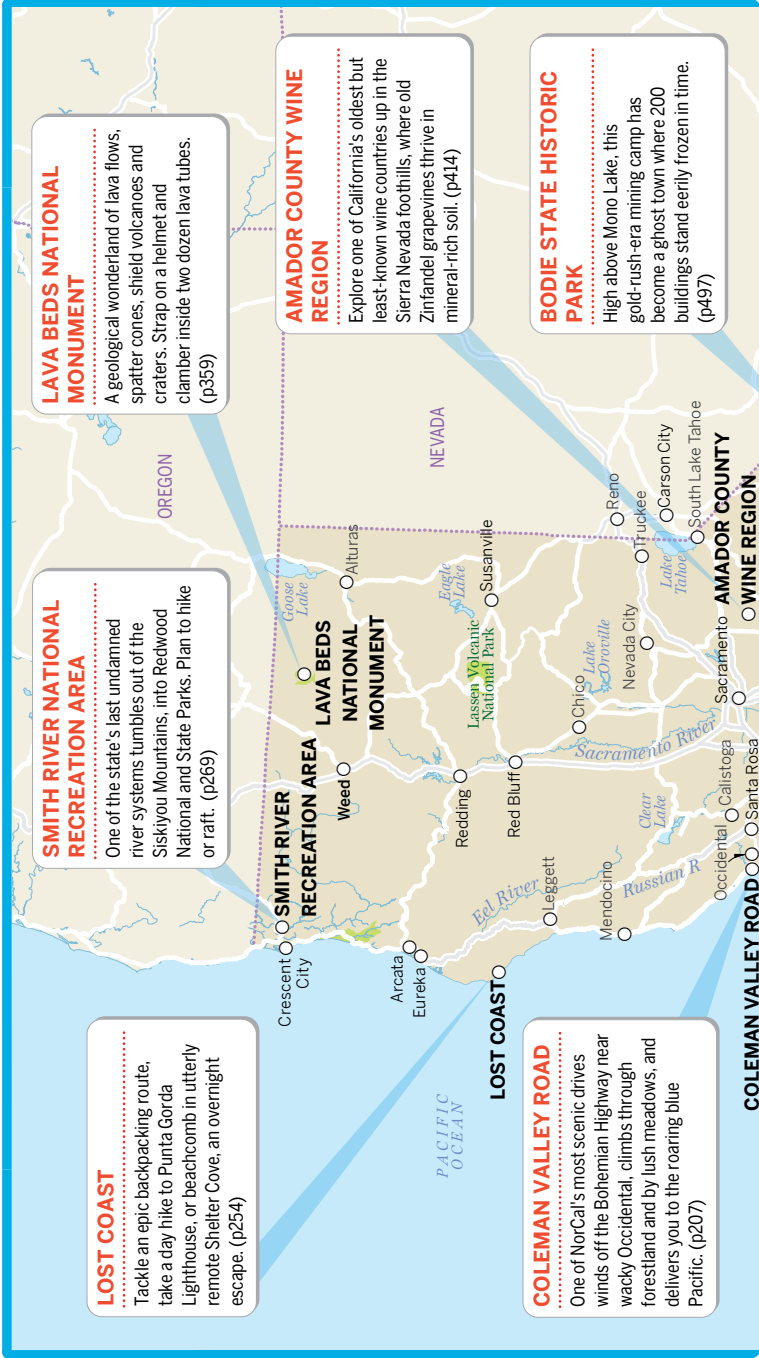 LOST COAST
Tackle an epic backpacking route,
take a day hike to Punta Gorda
Lighthouse, or beachcomb in utterly
remote Shelter Cove, an overnight
escape. (p254)
SMITH RIVER NATIONAL
RECREATION AREA
One of the state's last undamned
river systems tumbles out of the
Siskiyou Mountains, into Redwood
National and State Parks. Plan to hike
or raft. (p269)
LAVA BEDS NATIONAL
MONUMENT
A geological wonderland of lava flows,
spatter cones, shield volcanoes and
craters. Strap on a helmet and
clamber inside two dozen lava tubes.
(p359)
AMADOR COUNTY WINE
REGION
Explore one of California's oldest but
least-known wine countries up in the
Sierra Nevada foothills, where old
Zinfandel grapevines thrive in
mineral-rich soil. (p414)
BODIE STATE HISTORIC
PARK
High above Mono Lake, this
gold-rush-era mining camp has
become a ghost town where 200
buildings stand eerily frozen in time.
(p497)
COLEMAN VALLEY ROAD
One of NorCal's most scenic drives
winds off the Bohemian Highway near
wacky Occidental, climbs through
forestland and by lush meadows, and
delivers you to the roaring blue
Pacific. (p207)
OREGON
NEVADA
PACIFIC
OCEAN
Crescent
City
SMITH RIVER
RECREATION AREA
LAVA BEDS
NATIONAL
MONUMENT
Goose
Lake
Alturas
Weed
Arcata
Eureka
LOST COAST
Redding
Red Bluff
Lassen Volcanic
National Park
Eagle
Lake
Susanville
Eel River
Leggett
Mendocino
Russian R
Clear
Lake
Chico
Lake
Oroville
Sacramento River
Nevada City
Truckee
Reno
Carson City
Lake
Tahoe
South Lake Tahoe
Occidental
Calistoga
Santa Rosa
Sacramento
AMADOR COUNTY
WINE REGION
COLEMAN VALLEY ROAD